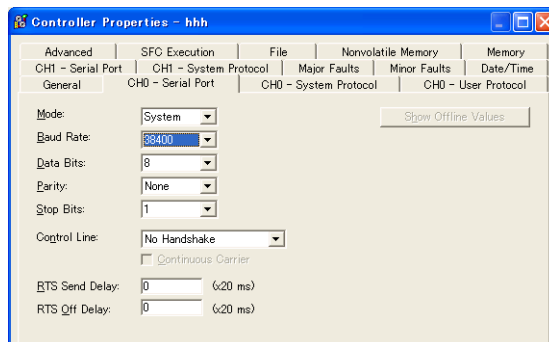 Controller Properties - hhh
Advanced SFC Execution File Nonvolatile Memory Memory
CH1 - Serial Port CH1 - System Protocol Major Faults Minor Faults Date/Time
General CH0 - Serial Port CH0 - System Protocol CH0 - User Protocol
Mode: System Show Offline Values
Baud Rate: 38400
Data Bits: 8
Parity: None
Stop Bits: 1
Control Line: No Handshake
Continuous Carrier
RTS Send Delay: 0 (x20 ms)
RTS Off Delay: 0 (x20 ms)